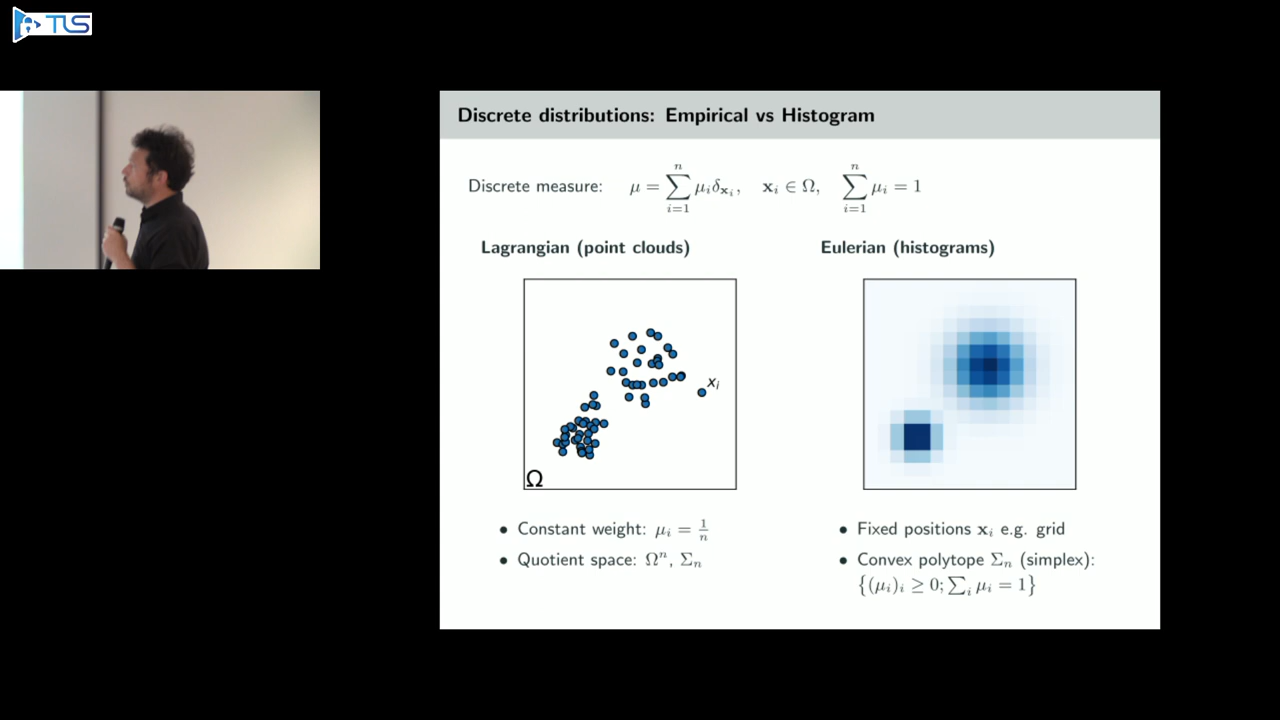 TLS
Discrete distributions: Empirical vs Histogram
Discrete measure: μ = ∑_{i=1}^{n} μ_i δ_{x_i}, x_i ∈ Ω, ∑_{i=1}^{n} μ_i = 1
Lagrangian (point clouds)
x_i
Ω
• Constant weight: μ_i = 1/n
• Quotient space: Ω^n, Σ_n
Eulerian (histograms)
• Fixed positions x_i e.g. grid
• Convex polytope Σ_n (simplex):
{(μ_i)_i ≥ 0; ∑_i μ_i = 1}